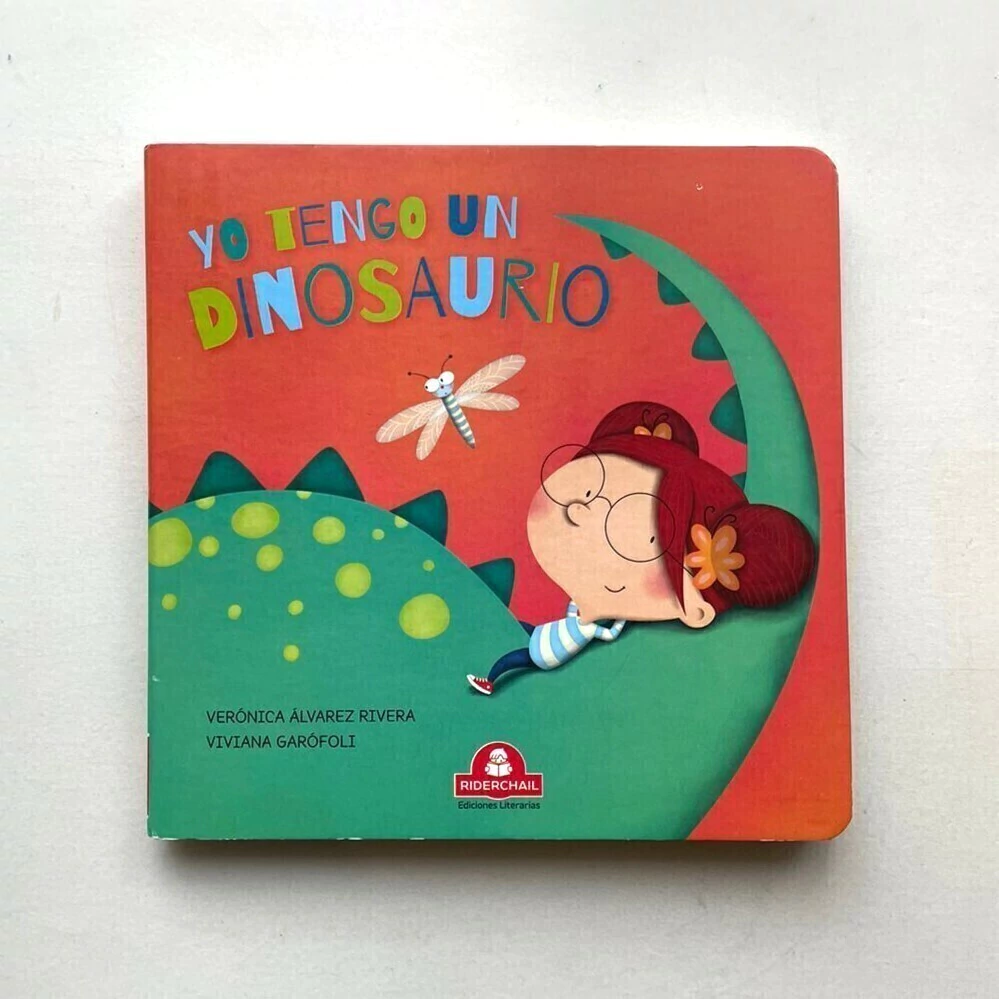 YO TENGO UN
DINOSAURIO
VERÓNICA ÁLVAREZ RIVERA
VIVIANA GARÓFOLI
RIDERCHAIL
Ediciones Literarias